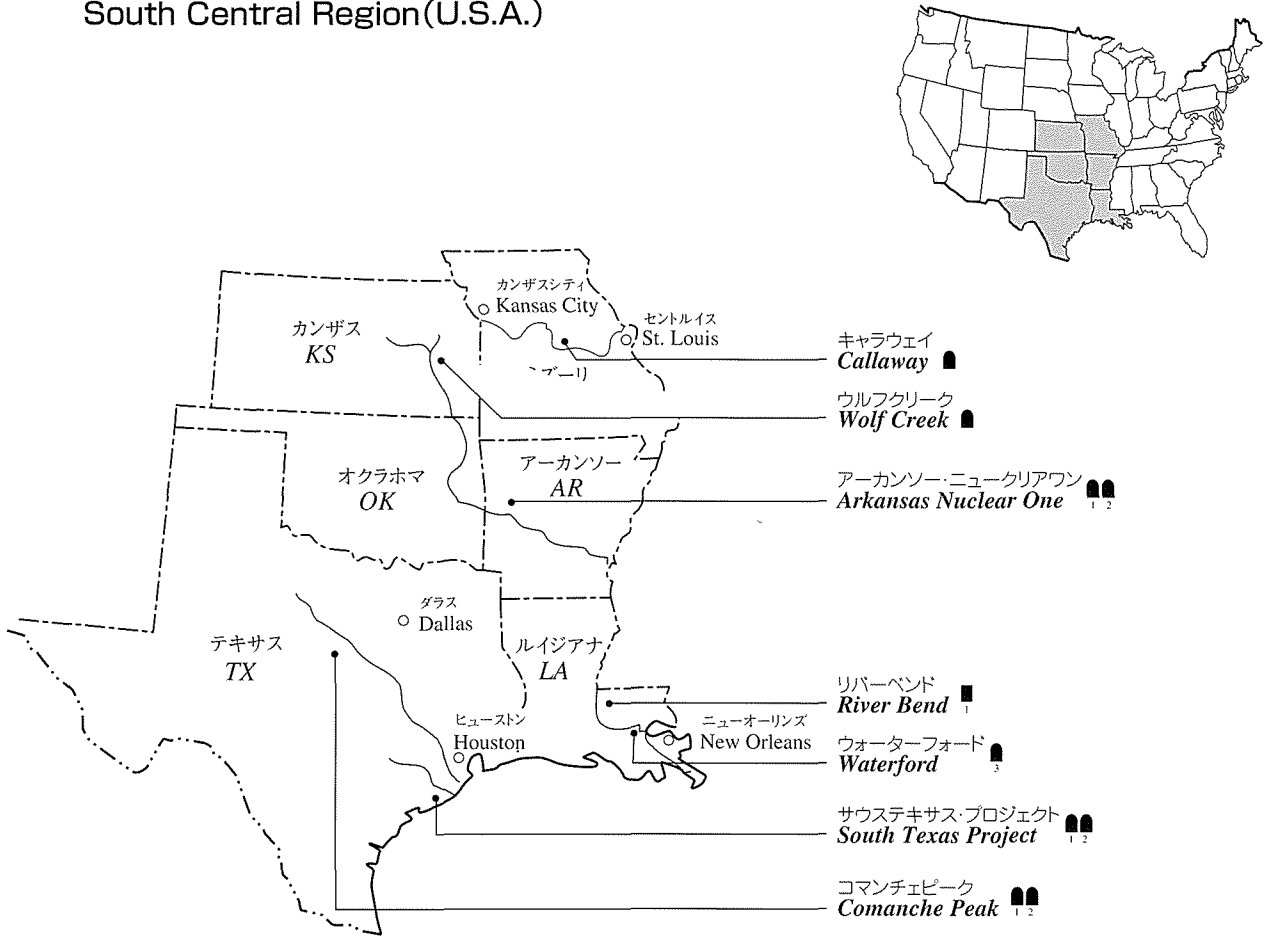 South Central Region(U.S.A.)
カンザスシティ
Kansas City
セントルイス
St. Louis
カンザス
KS
キャラウェイ
Callaway
ウルフクリーク
Wolf Creek
オクラホマ
OK
アーカンソー
AR
アーカンソー・ニュークリアワン
Arkansas Nuclear One
1 2
ダラス
Dallas
テキサス
TX
ルイジアナ
LA
リバーベンド
River Bend
1
ヒューストン
Houston
ニューオーリンズ
New Orleans
ウォーターフォード
Waterford
3
サウステキサス・プロジェクト
South Texas Project
1 2
コマンチェピーク
Comanche Peak
1 2